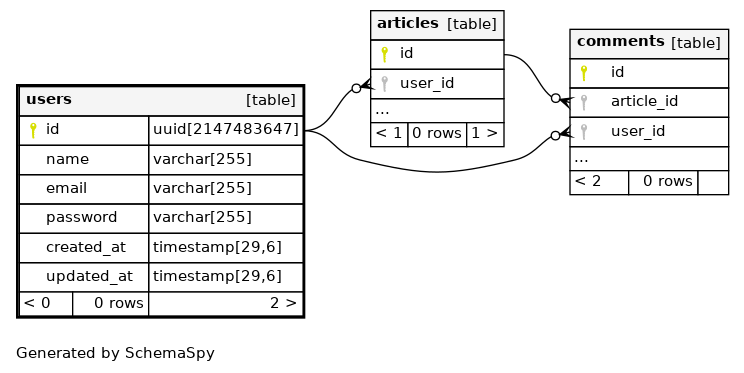 users [table]
id uuid[2147483647]
name varchar[255]
email varchar[255]
password varchar[255]
created_at timestamp[29,6]
updated_at timestamp[29,6]
< 0 0 rows 2 >
articles [table]
id
user_id
...
< 1 0 rows 1 >
comments [table]
id
article_id
user_id
...
< 2 0 rows
Generated by SchemaSpy